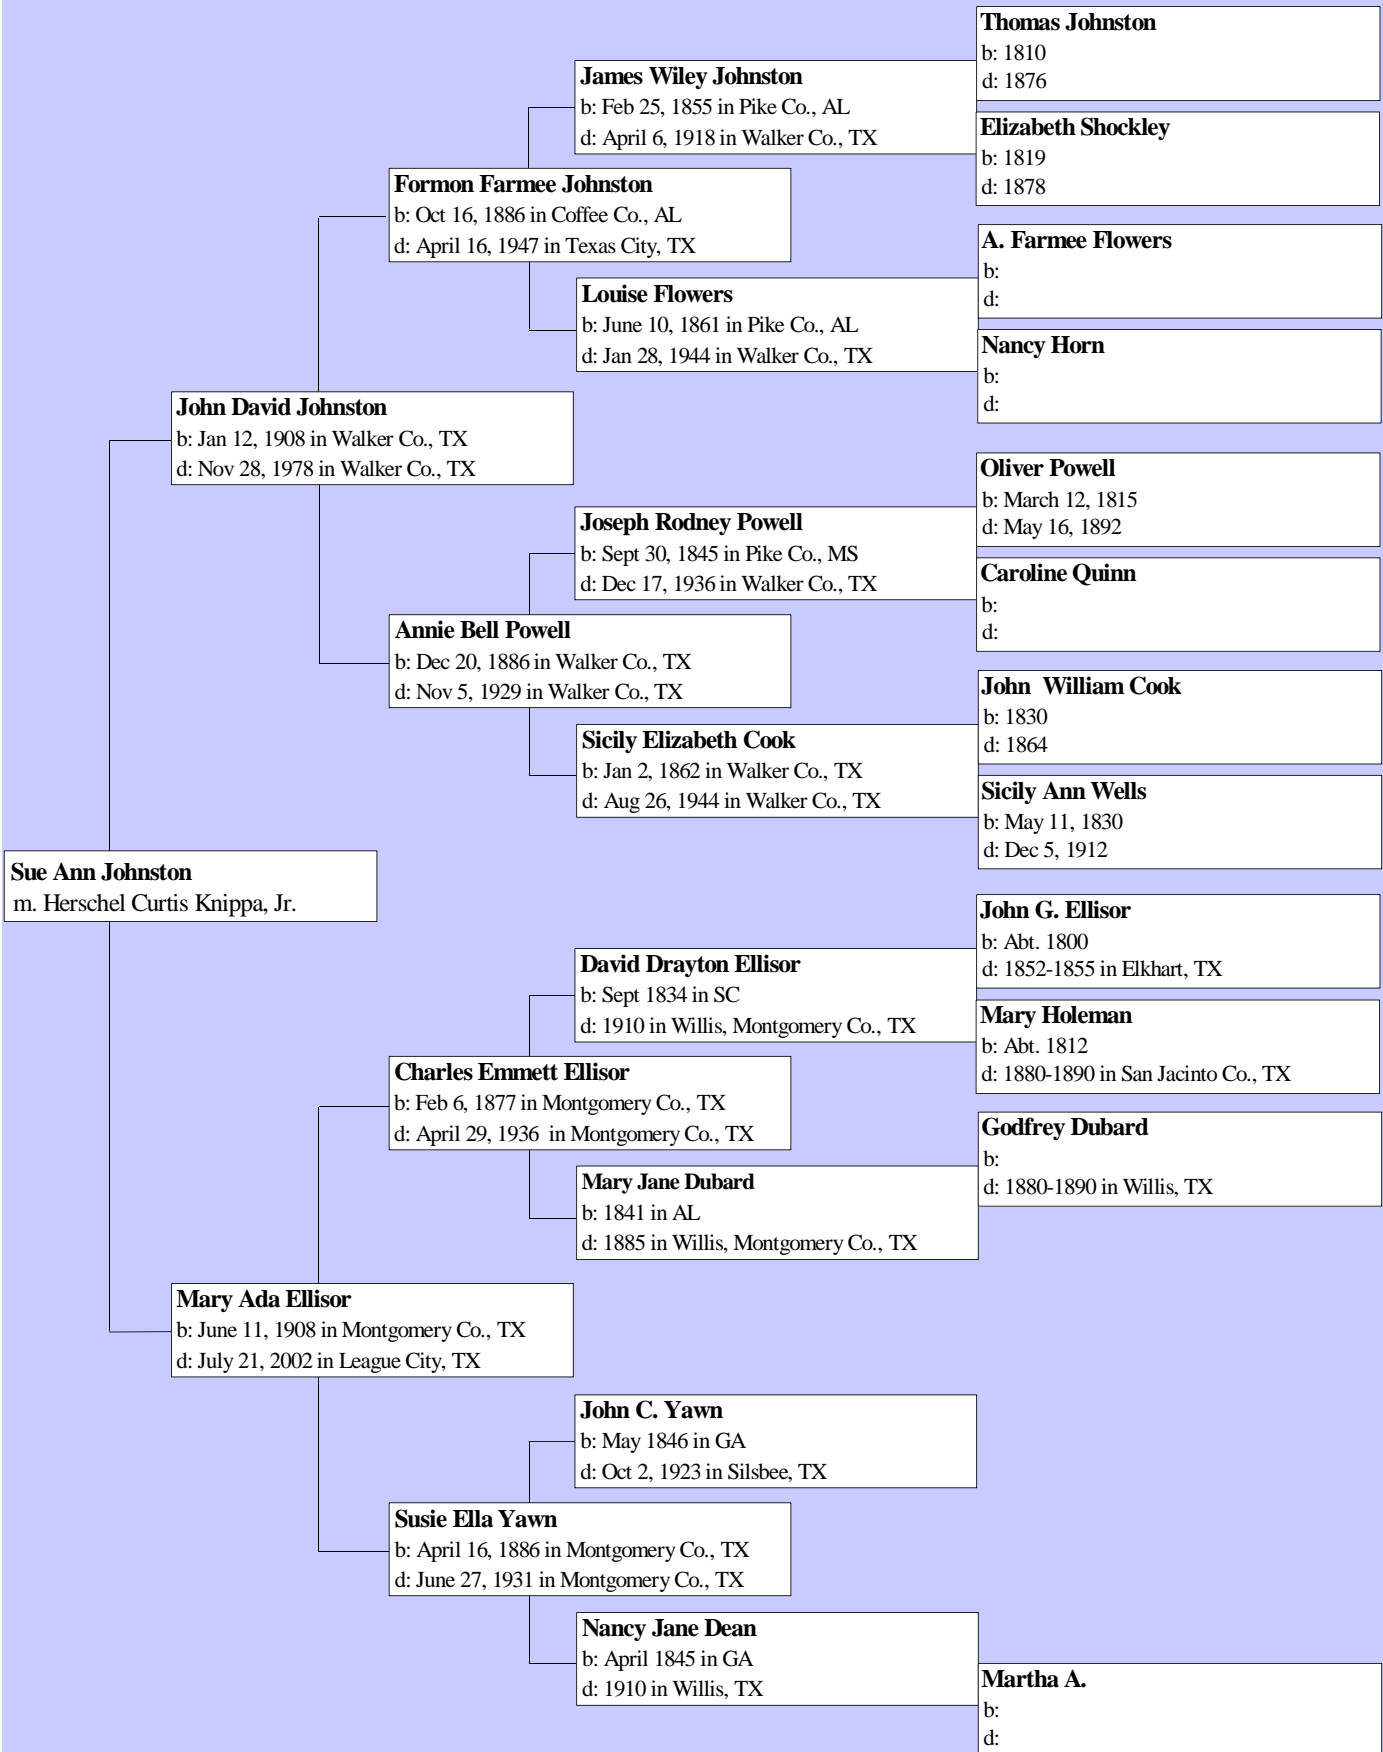 Thomas Johnston
b: 1810
d: 1876
James Wiley Johnston
b: Feb 25, 1855 in Pike Co., AL
d: April 6, 1918 in Walker Co., TX
Elizabeth Shockley
b: 1819
d: 1878
Formon Farmee Johnston
b: Oct 16, 1886 in Coffee Co., AL
d: April 16, 1947 in Texas City, TX
A. Farmee Flowers
b:
d:
Louise Flowers
b: June 10, 1861 in Pike Co., AL
d: Jan 28, 1944 in Walker Co., TX
Nancy Horn
b:
d:
John David Johnston
b: Jan 12, 1908 in Walker Co., TX
d: Nov 28, 1978 in Walker Co., TX
Oliver Powell
b: March 12, 1815
d: May 16, 1892
Joseph Rodney Powell
b: Sept 30, 1845 in Pike Co., MS
d: Dec 17, 1936 in Walker Co., TX
Caroline Quinn
b:
d:
Annie Bell Powell
b: Dec 20, 1886 in Walker Co., TX
d: Nov 5, 1929 in Walker Co., TX
John William Cook
b: 1830
d: 1864
Sicily Elizabeth Cook
b: Jan 2, 1862 in Walker Co., TX
d: Aug 26, 1944 in Walker Co., TX
Sicily Ann Wells
b: May 11, 1830
d: Dec 5, 1912
Sue Ann Johnston
m. Herschel Curtis Knippa, Jr.
John G. Ellisor
b: Abt. 1800
d: 1852-1855 in Elkhart, TX
David Drayton Ellisor
b: Sept 1834 in SC
d: 1910 in Willis, Montgomery Co., TX
Mary Holeman
b: Abt. 1812
d: 1880-1890 in San Jacinto Co., TX
Charles Emmett Ellisor
b: Feb 6, 1877 in Montgomery Co., TX
d: April 29, 1936 in Montgomery Co., TX
Godfrey Dubard
b:
d: 1880-1890 in Willis, TX
Mary Jane Dubard
b: 1841 in AL
d: 1885 in Willis, Montgomery Co., TX
Mary Ada Ellisor
b: June 11, 1908 in Montgomery Co., TX
d: July 21, 2002 in League City, TX
John C. Yawn
b: May 1846 in GA
d: Oct 2, 1923 in Silsbee, TX
Susie Ella Yawn
b: April 16, 1886 in Montgomery Co., TX
d: June 27, 1931 in Montgomery Co., TX
Nancy Jane Dean
b: April 1845 in GA
d: 1910 in Willis, TX
Martha A.
b:
d: